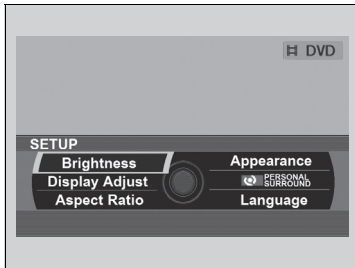 DVD
SETUP
Brightness
Display Adjust
Aspect Ratio
Appearance
PERSONAL
SURROUND
Language